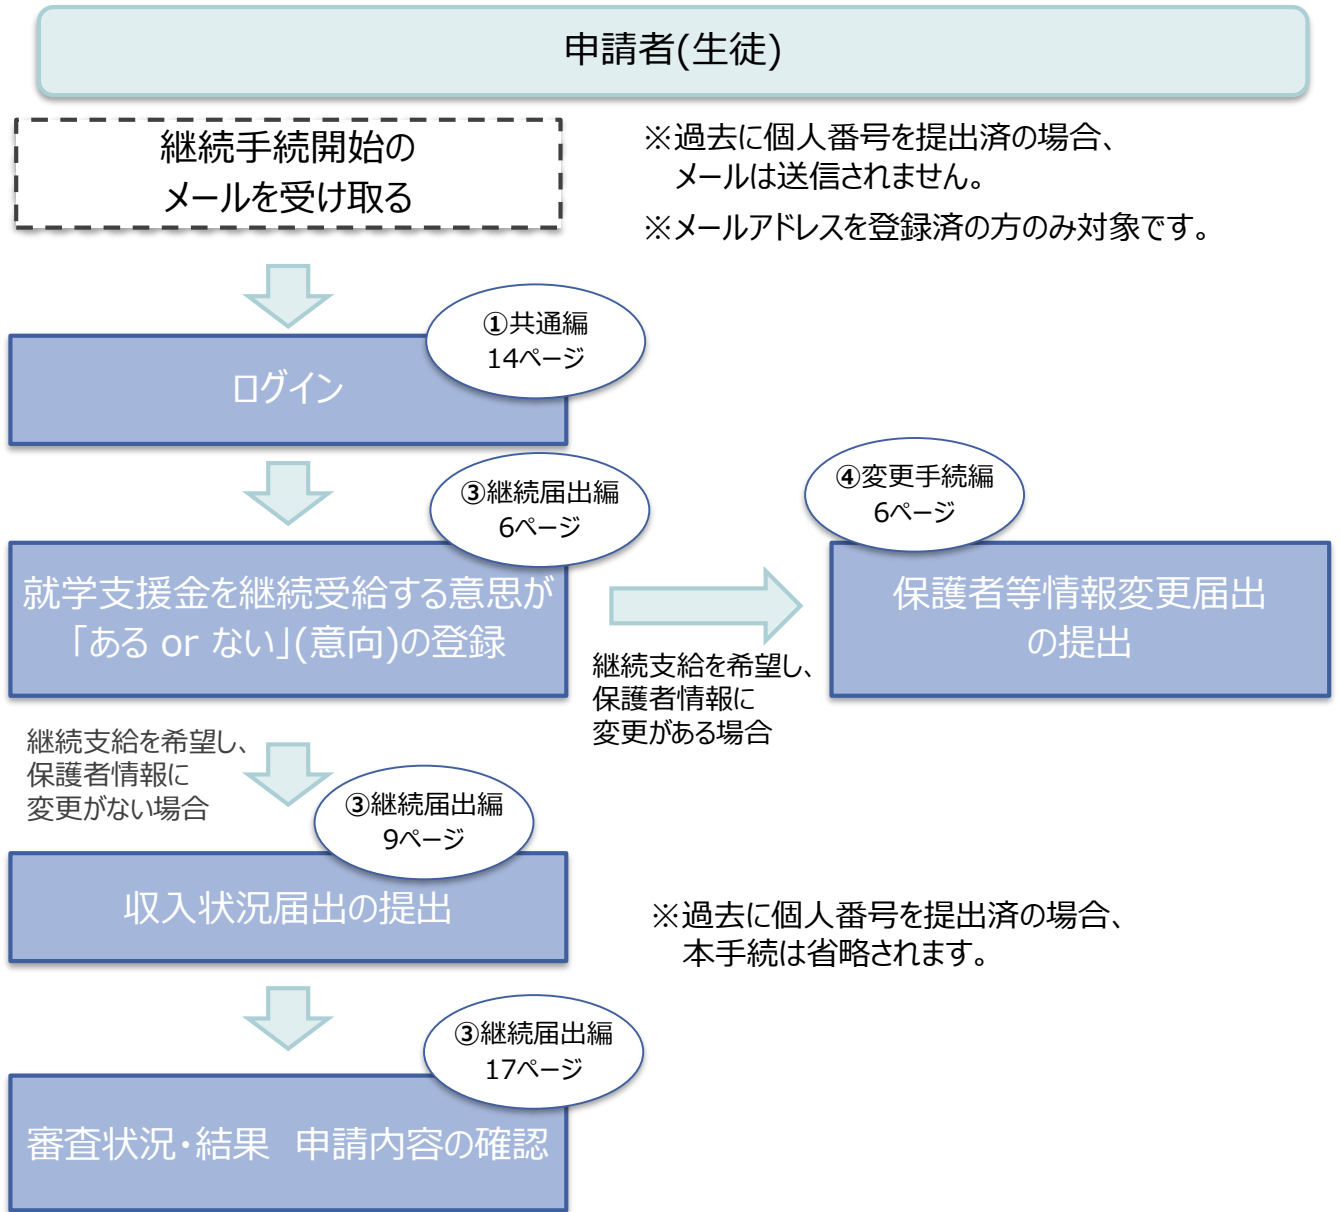 申請者(生徒)
継続手続開始の
メールを受け取る
※過去に個人番号を提出済の場合、
メールは送信されません。
※メールアドレスを登録済の方のみ対象です。
①共通編
14ページ
ログイン
③継続届出編
6ページ
④変更手続編
6ページ
就学支援金を継続受給する意思が
「ある or ない」(意向)の登録
保護者等情報変更届出
の提出
継続支給を希望し、
保護者情報に
変更がある場合
継続支給を希望し、
保護者情報に
変更がない場合
③継続届出編
9ページ
収入状況届出の提出
※過去に個人番号を提出済の場合、
本手続は省略されます。
③継続届出編
17ページ
審査状況・結果　申請内容の確認